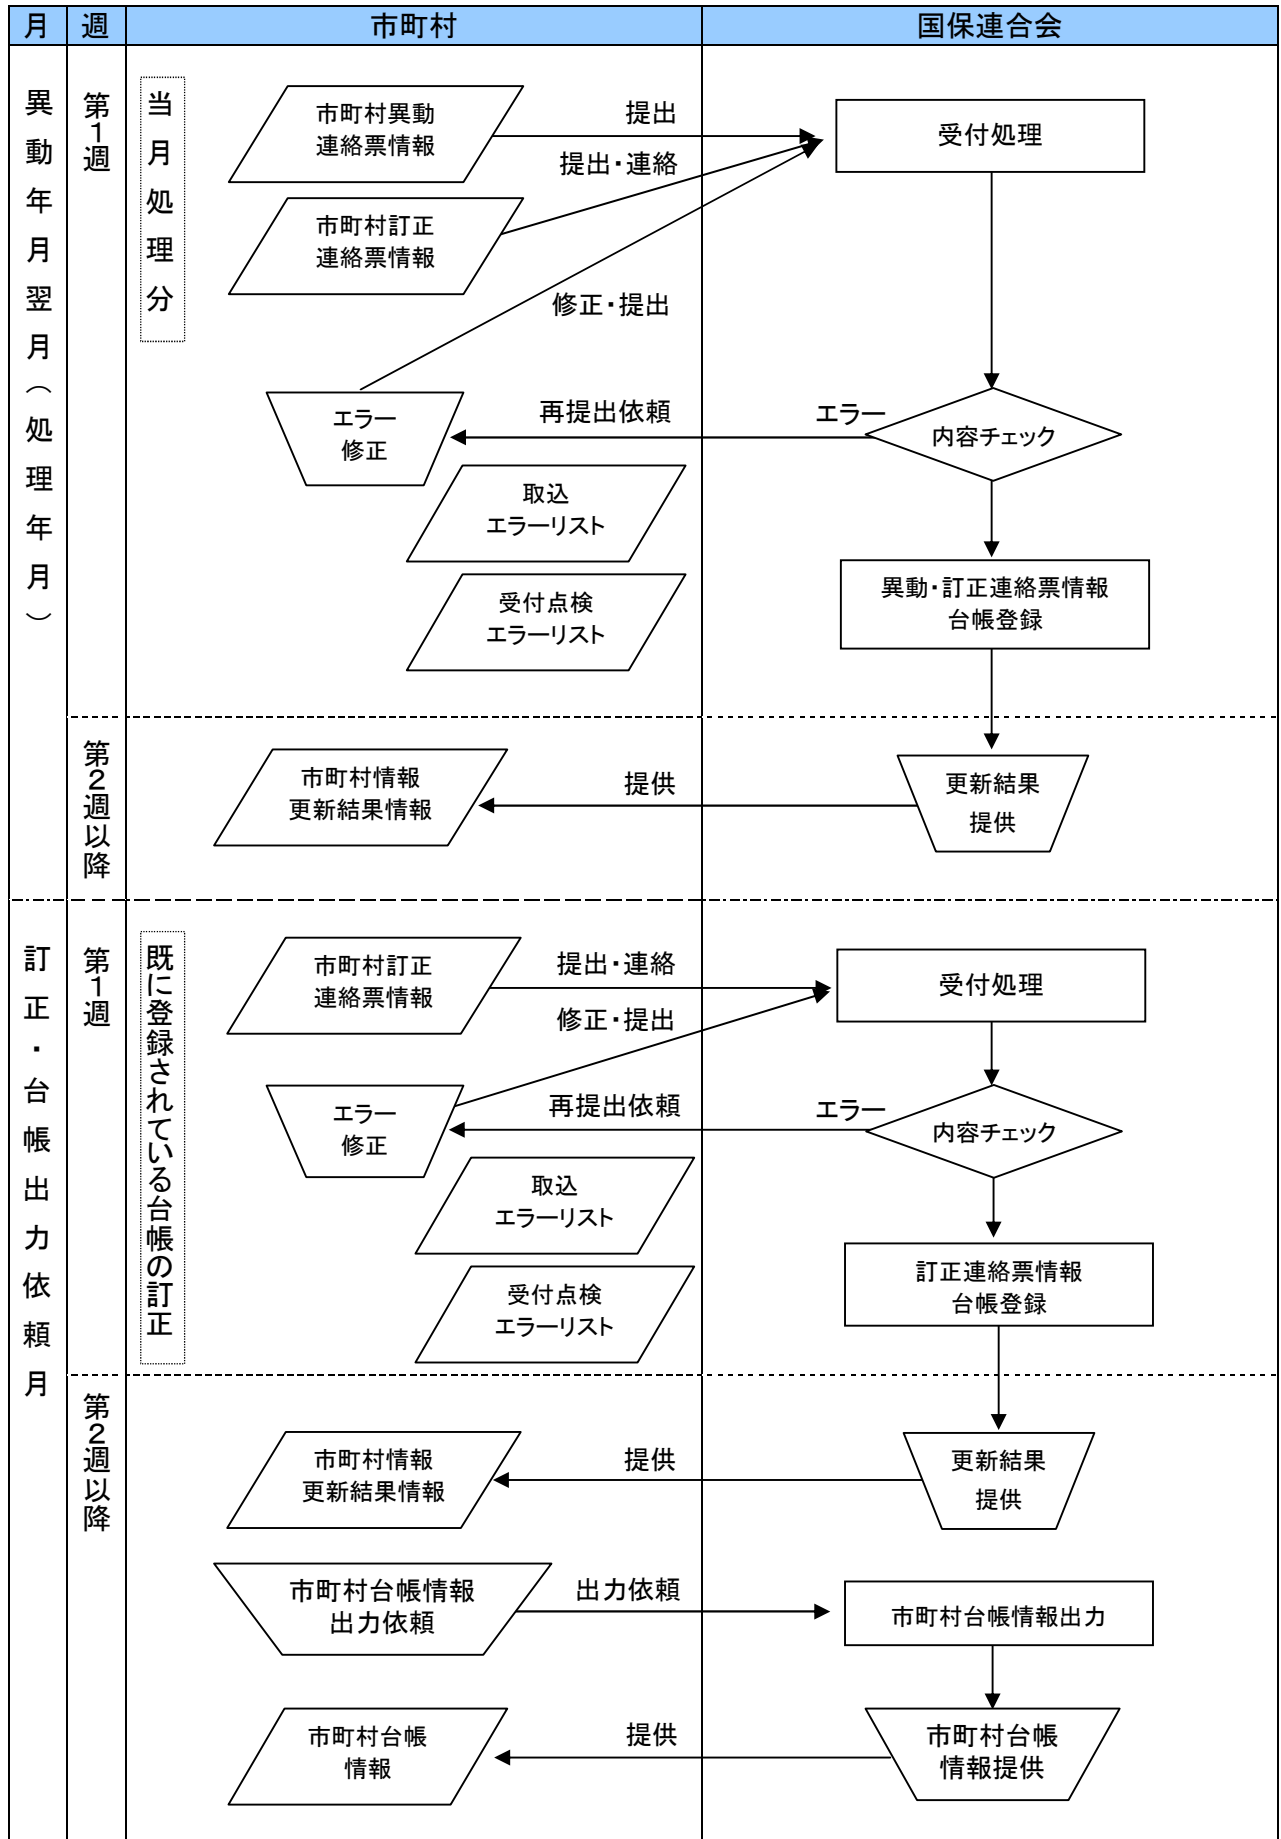 月 週 市町村 国保連合会
異動年月翌月（処理年月）
第1週
当月処理分
市町村異動
連絡票情報
提出
受付処理
提出・連絡
市町村訂正
連絡票情報
修正・提出
エラー
修正
再提出依頼
エラー
内容チェック
取込
エラーリスト
受付点検
エラーリスト
異動・訂正連絡票情報
台帳登録
第2週以降
市町村情報
更新結果情報
提供
更新結果
提供
訂正・台帳出力依頼月
第1週
既に登録されている台帳の訂正
市町村訂正
連絡票情報
提出・連絡
受付処理
修正・提出
エラー
修正
再提出依頼
エラー
内容チェック
取込
エラーリスト
受付点検
エラーリスト
訂正連絡票情報
台帳登録
第2週以降
市町村情報
更新結果情報
提供
更新結果
提供
市町村台帳情報
出力依頼
出力依頼
市町村台帳情報出力
市町村台帳
情報
提供
市町村台帳
情報提供